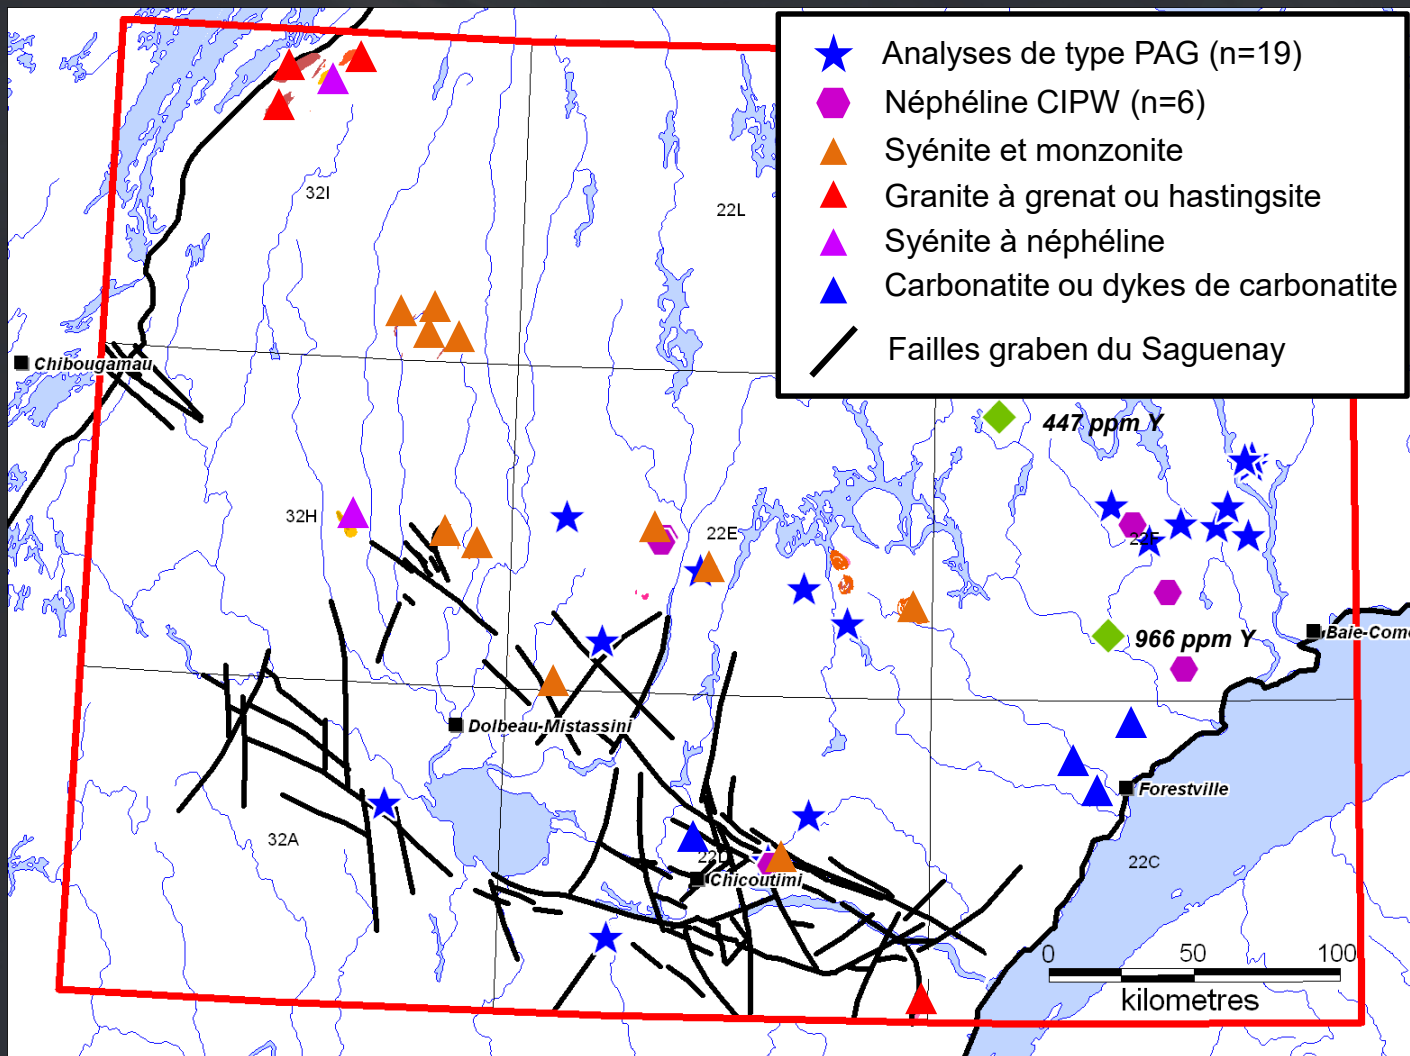 Analyses de type PAG (n=19)
Néphéline CIPW (n=6)
Syénite et monzonite
Granite à grenat ou hastingsite
Syénite à néphéline
Carbonatite ou dykes de carbonatite
Failles graben du Saguenay
32I
22L
Chibougamau
447 ppm Y
32H
22E
22F
Baie-Com
966 ppm Y
Dolbeau-Mistassini
Forestville
32A
22D
22C
Chicoutimi
0 50 100
kilometres